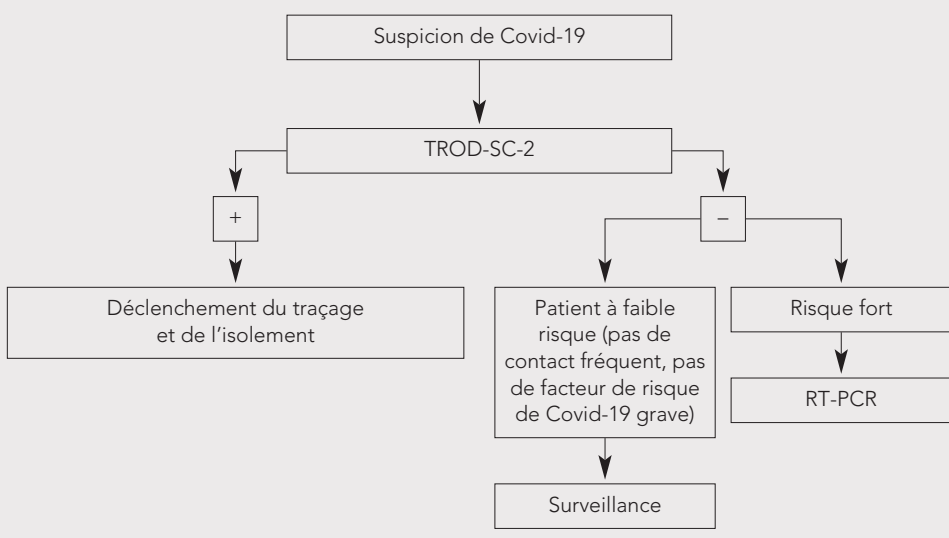 Suspicion de Covid-19
TROD-SC-2
+
–
Déclenchement du traçage
et de l'isolement
Patient à faible
risque (pas de
contact fréquent, pas
de facteur de risque
de Covid-19 grave)
Risque fort
RT-PCR
Surveillance